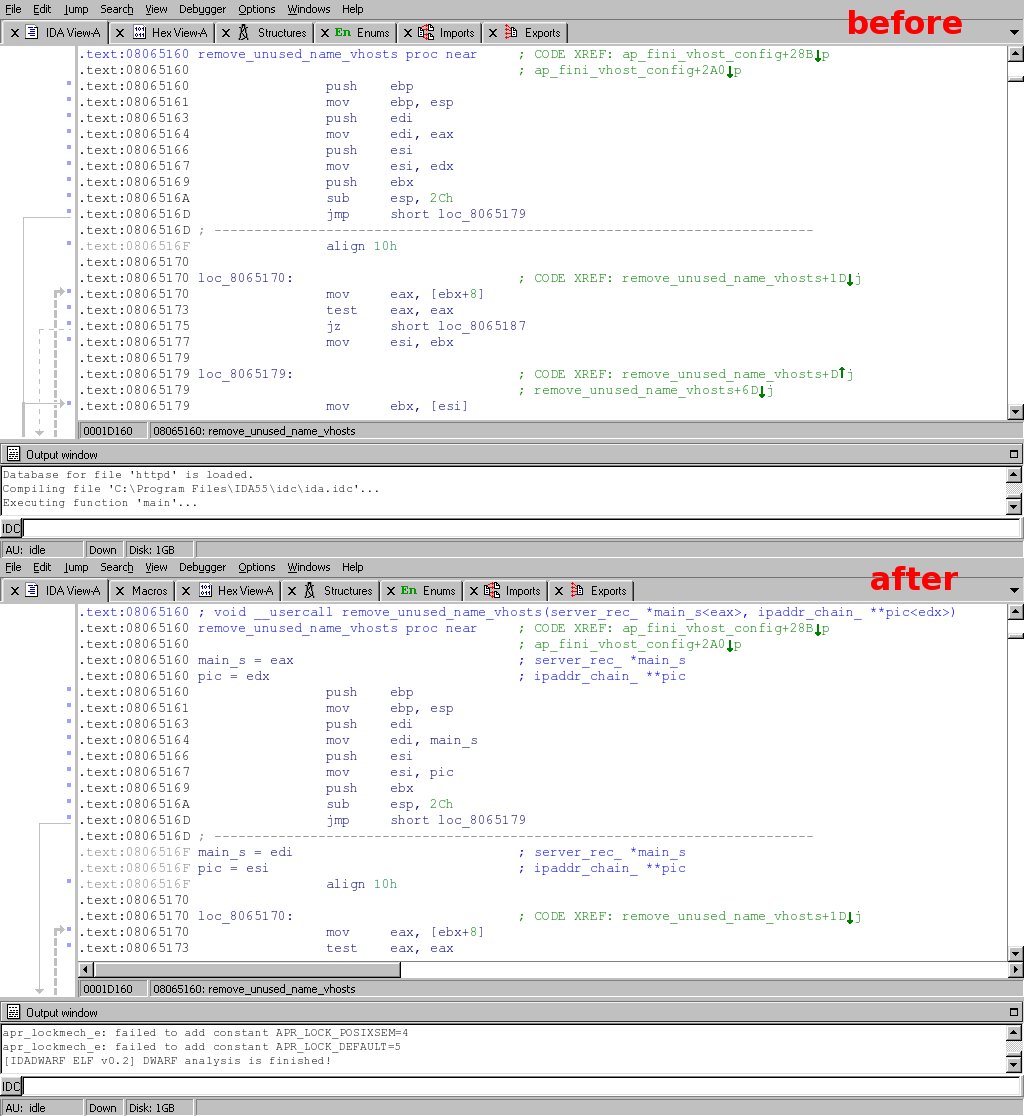 before
File Edit Jump Search View Debugger Options Windows Help
IDA View-A Hex View-A Structures En Enums Imports Exports
.text:08065160 remove_unused_name_vhosts proc near ; CODE XREF: ap_fini_vhost_config+28B↓p
.text:08065160 ; ap_fini_vhost_config+2A0↓p
.text:08065160 push ebp
.text:08065161 mov ebp, esp
.text:08065163 push edi
.text:08065164 mov edi, eax
.text:08065166 push esi
.text:08065167 mov esi, edx
.text:08065169 push ebx
.text:0806516A sub esp, 2Ch
.text:0806516D jmp short loc_8065179
.text:0806516D ; ---------------------------------------------------------------------------
.text:0806516F align 10h
.text:08065170
.text:08065170 loc_8065170: ; CODE XREF: remove_unused_name_vhosts+1D↓j
.text:08065170 mov eax, [ebx+8]
.text:08065173 test eax, eax
.text:08065175 jz short loc_8065187
.text:08065177 mov esi, ebx
.text:08065179
.text:08065179 loc_8065179: ; CODE XREF: remove_unused_name_vhosts+D↑j
.text:08065179 ; remove_unused_name_vhosts+6D↓j
.text:08065179 mov ebx, [esi]
0001D160 08065160: remove_unused_name_vhosts
Output window
Database for file 'httpd' is loaded.
Compiling file 'C:\Program Files\IDA55\idc\ida.idc'...
Executing function 'main'...
IDC
AU: idle Down Disk: 1GB
File Edit Jump Search View Debugger Options Windows Help
after
IDA View-A Macros Hex View-A Structures En Enums Imports Exports
.text:08065160 ; void __usercall remove_unused_name_vhosts(server_rec_ *main_s<eax>, ipaddr_chain_ **pic<edx>)
.text:08065160 remove_unused_name_vhosts proc near ; CODE XREF: ap_fini_vhost_config+28B↓p
.text:08065160 ; ap_fini_vhost_config+2A0↓p
.text:08065160 main_s = eax ; server_rec_ *main_s
.text:08065160 pic = edx ; ipaddr_chain_ **pic
.text:08065160 push ebp
.text:08065161 mov ebp, esp
.text:08065163 push edi
.text:08065164 mov edi, main_s
.text:08065166 push esi
.text:08065167 mov esi, pic
.text:08065169 push ebx
.text:0806516A sub esp, 2Ch
.text:0806516D jmp short loc_8065179
.text:0806516D ; ---------------------------------------------------------------------------
.text:0806516F main_s = edi ; server_rec_ *main_s
.text:0806516F pic = esi ; ipaddr_chain_ **pic
.text:0806516F align 10h
.text:08065170
.text:08065170 loc_8065170: ; CODE XREF: remove_unused_name_vhosts+1D↓j
.text:08065170 mov eax, [ebx+8]
.text:08065173 test eax, eax
0001D160 08065160: remove_unused_name_vhosts
Output window
apr_lockmech_e: failed to add constant APR_LOCK_POSIXSEM=4
apr_lockmech_e: failed to add constant APR_LOCK_DEFAULT=5
[IDADWARF ELF v0.2] DWARF analysis is finished!
IDC
AU: idle Down Disk: 1GB